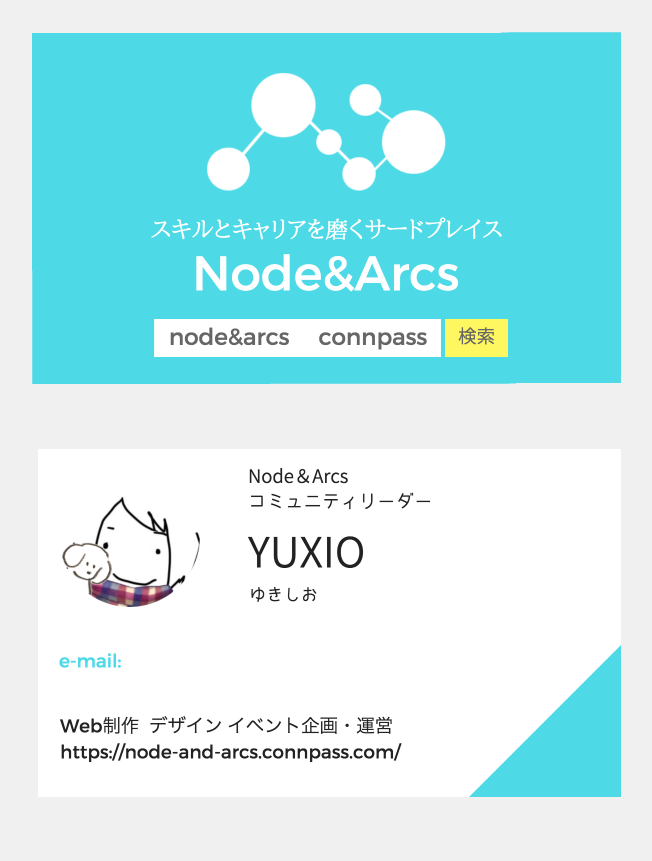 スキルとキャリアを磨くサードプレイス
Node&Arcs
node&arcs connpass 検索
Node&Arcs
コミュニティリーダー
YUXIO
ゆきしお
e-mail:
Web制作 デザイン イベント企画・運営
https://node-and-arcs.connpass.com/